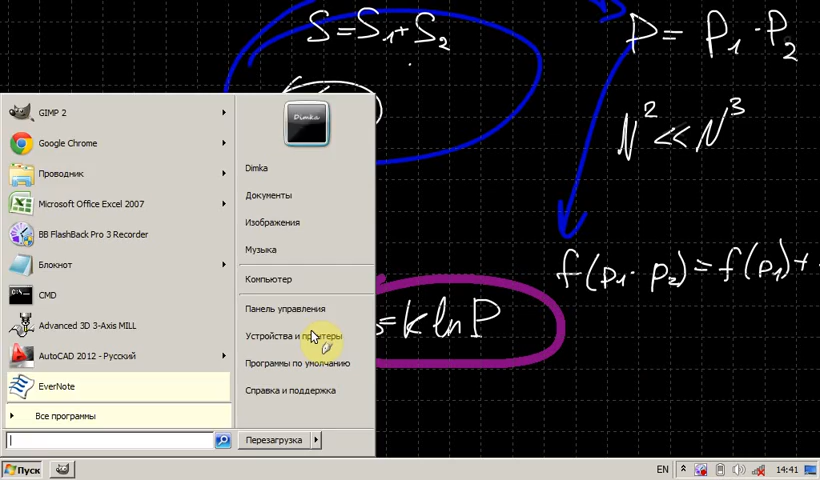 S = S₁ + S₂
P = P₁ · P₂
N² << N³
f(p₁ · p₂) = f(p₁) +
= k ln P
GIMP 2
Google Chrome
Проводник
Microsoft Office Excel 2007
BB FlashBack Pro 3 Recorder
Блокнот
CMD
Advanced 3D 3-Axis MILL
AutoCAD 2012 - Русский
EverNote
Все программы
Dimka
Dimka
Документы
Изображения
Музыка
Компьютер
Панель управления
Устройства и принтеры
Программы по умолчанию
Справка и поддержка
Перезагрузка
Пуск
EN
14:41